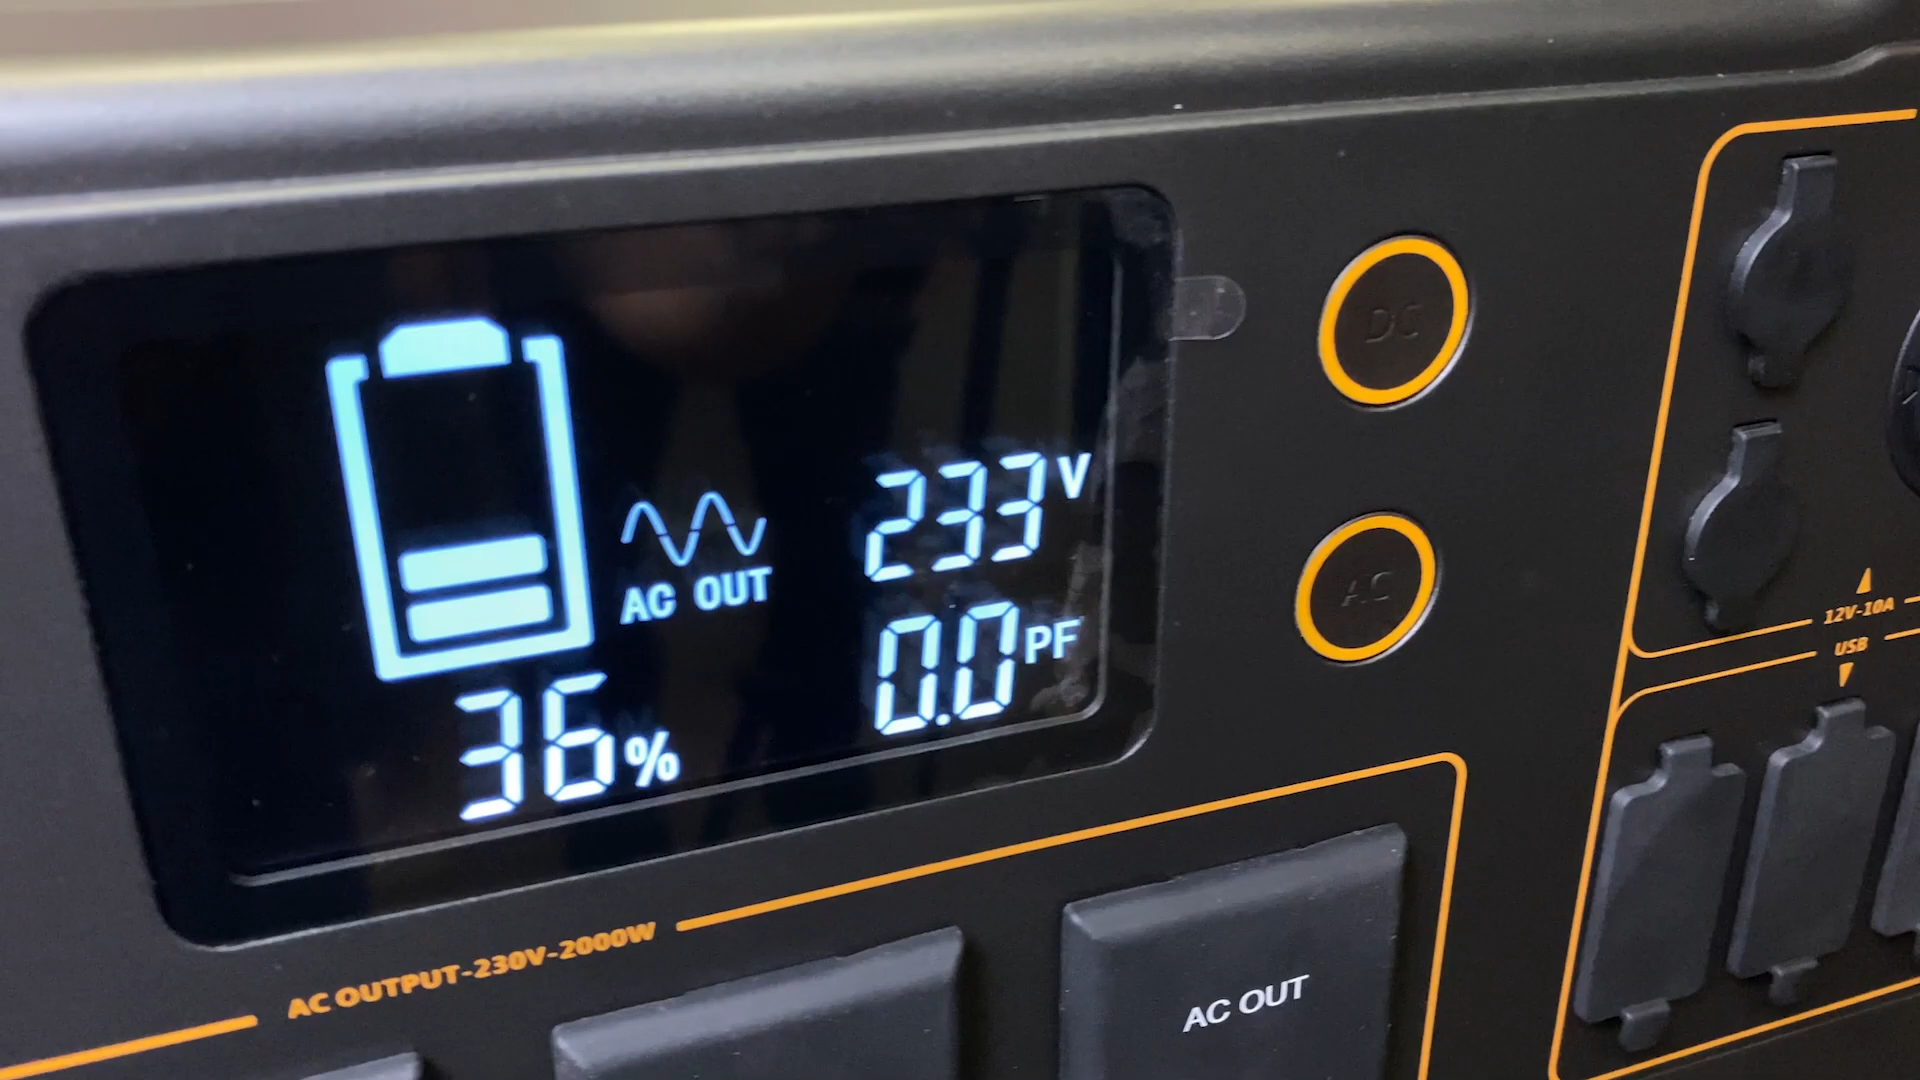 233V
AC OUT
0.0PF
36%
DC
AC
12V-10A
USB
AC OUTPUT-230V-2000W
AC OUT